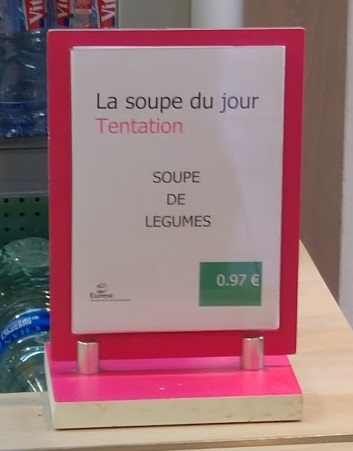 La soupe du jour
Tentation
SOUPE
DE
LEGUMES
0.97 €
Eurest